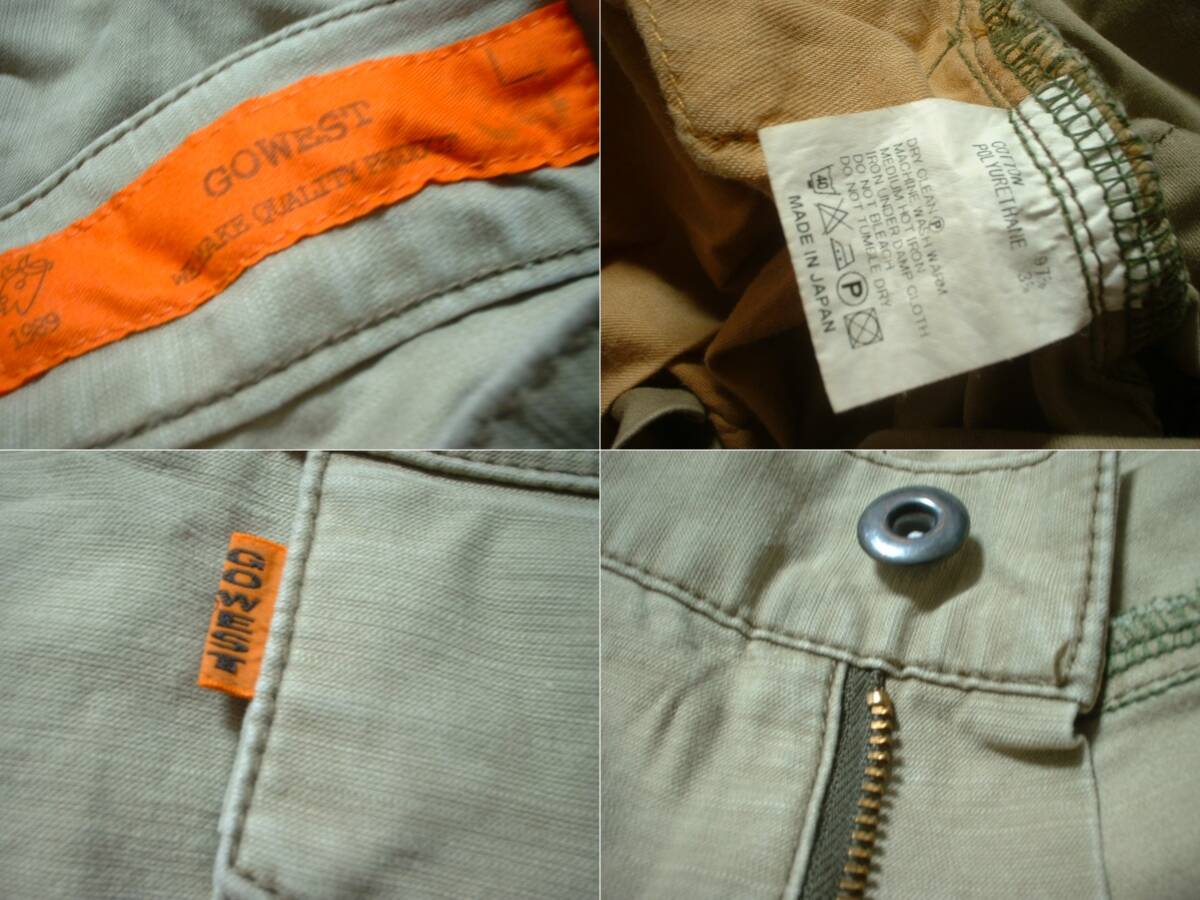 L
GOWEST
WE MAKE QUALITY
1989
COTTON 97%
POLYURETHANE 3%
DRY CLEAN Ⓟ
MACHINE WASH WARM
MEDIUM HOT IRON
IRON UNDER DAMP CLOTH
DO NOT BLEACH
DO NOT TUMBLE DRY.
40
P
MADE IN JAPAN
GOWEST